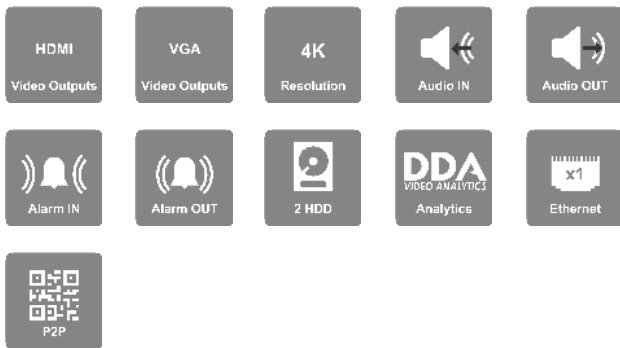 HDMI
Video Outputs
VGA
Video Outputs
4K
Resolution
Audio IN
Audio OUT
Alarm IN
Alarm OUT
2 HDD
DDA
VIDEO ANALYTICS
Analytics
x1
Ethernet
P2P